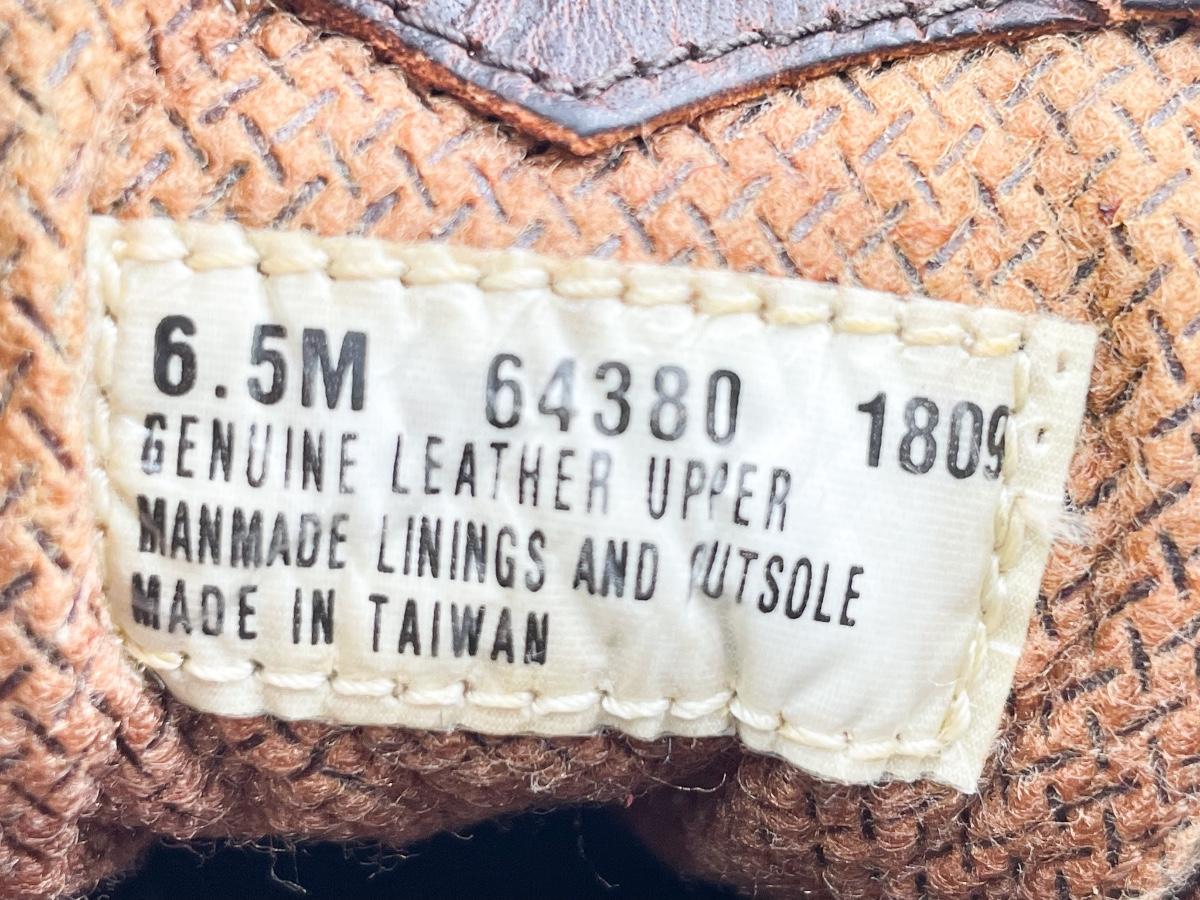 6.5M 64380 1809
GENUINE LEATHER UPPER
MANMADE LININGS AND OUTSOLE
MADE IN TAIWAN